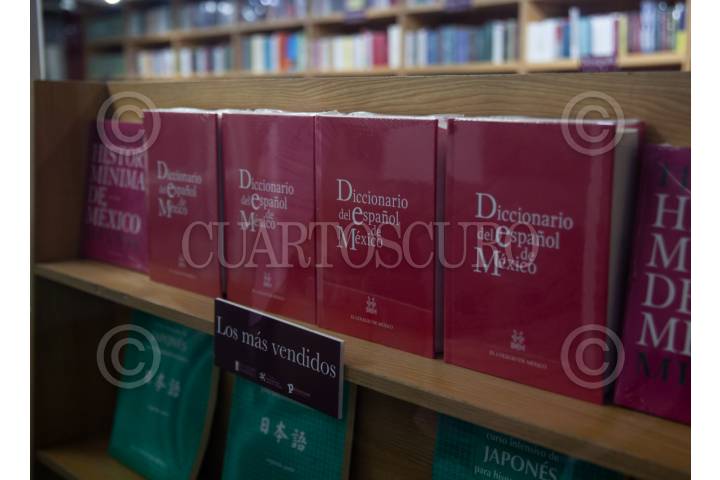 HISTORIA
MÍNIMA
DE
MÉXICO
Diccionario
del español
de
México
Diccionario
del español
de
México
Diccionario
del español
de
México
EL COLEGIO DE MÉXICO
Diccionario
del español
de
México
EL COLEGIO DE MÉXICO
H
M
DE
MÉ
©
©
CUARTOSCURO
©
©
Los más vendidos
日本語
日本語
curso intensivo de
JAPONÉS
para